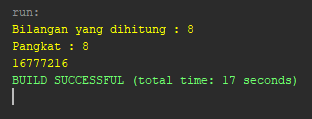 run:
Bilangan yang dihitung : 8
Pangkat : 8
16777216
BUILD SUCCESSFUL (total time: 17 seconds)